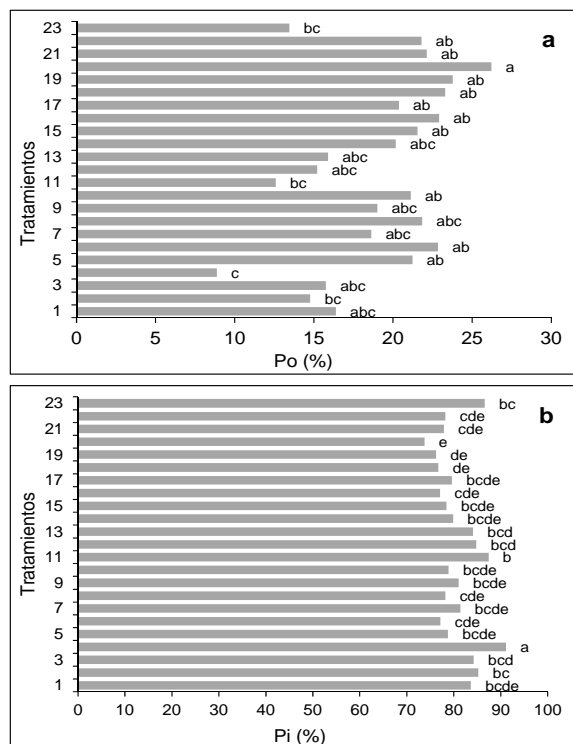 a
23 bc
ab
21 ab
a
19 ab
ab
17 ab
ab
15 ab
abc
13 abc
abc
11 bc
ab
9 abc
abc
7 abc
ab
5 ab
c
3 abc
bc
1 abc
Tratamientos
0 5 10 15 20 25 30
Po (%)
b
23 bc
cde
21 cde
e
19 de
de
17 bcde
cde
15 bcde
bcde
13 bcd
bcd
11 b
bcde
9 bcde
cde
7 bcde
cde
5 bcde
a
3 bcd
bc
1 bcde
Tratamientos
0 10 20 30 40 50 60 70 80 90 100
Pi (%)